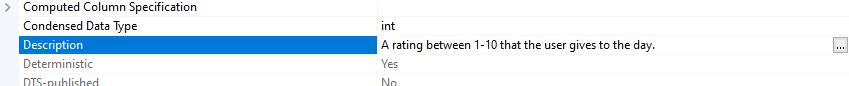 Computed Column Specification
Condensed Data Type int
Description A rating between 1-10 that the user gives to the day. ...
Deterministic Yes
DTS-published No